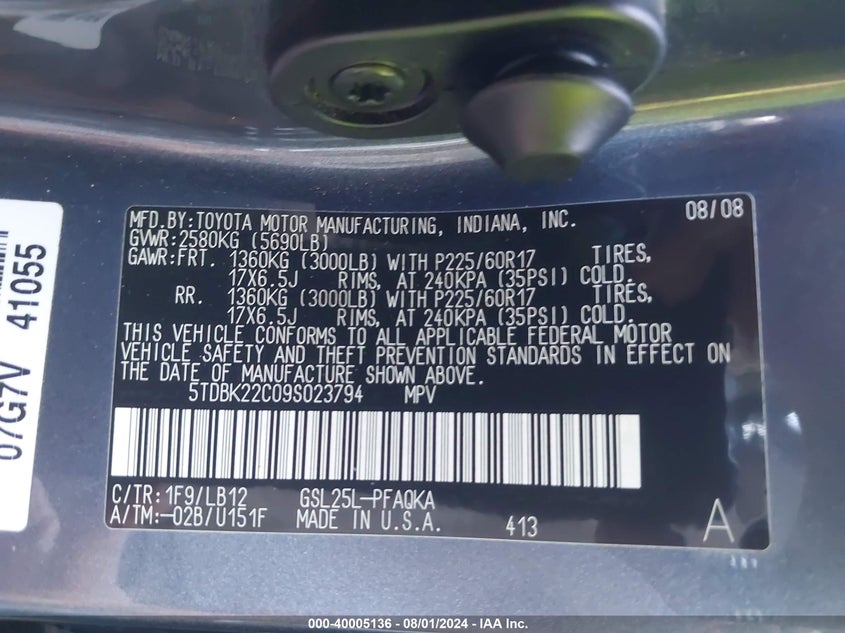 MFD. BY: TOYOTA MOTOR MANUFACTURING, INDIANA, INC. 08/08
GVWR: 2580KG (5690LB)
GAWR: FRT. 1360KG (3000LB) WITH P225/60R17 TIRES,
17X6.5J RIMS, AT 240KPA (35PSI) COLD.
RR. 1360KG (3000LB) WITH P225/60R17 TIRES,
17X6.5J RIMS, AT 240KPA (35PSI) COLD.
THIS VEHICLE CONFORMS TO ALL APPLICABLE FEDERAL MOTOR
VEHICLE SAFETY AND THEFT PREVENTION STANDARDS IN EFFECT ON
THE DATE OF MANUFACTURE SHOWN ABOVE.
5TDBK22C09S023794 MPV
C/TR: 1F9/LB12 GSL25L-PFAQKA
A/TM: -02B/U151F MADE IN U.S.A. 413 A
07G7V 41055
000-40005136 - 08/01/2024 - IAA Inc.